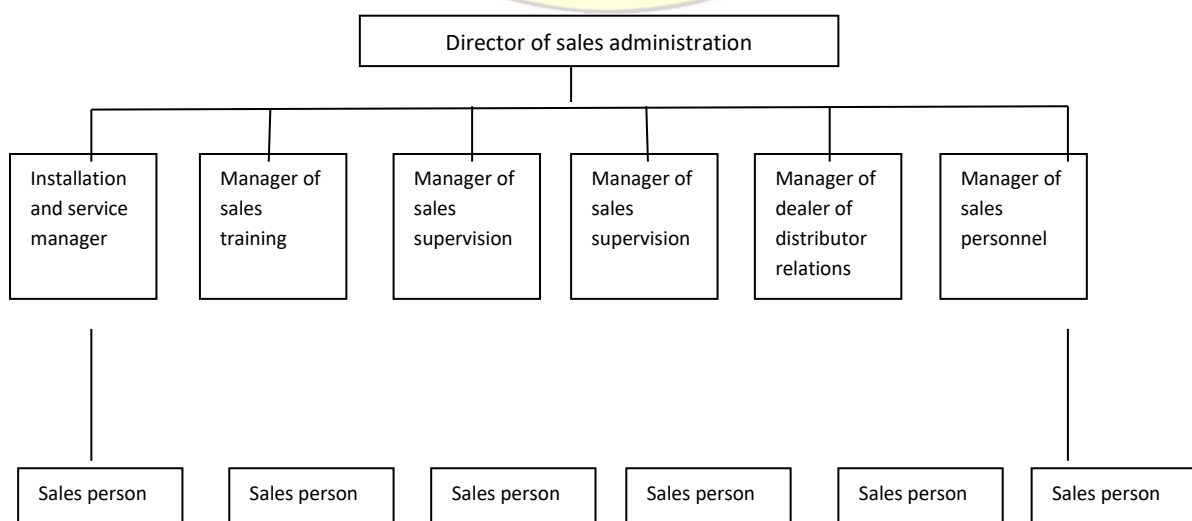 Director of sales administration
Installation
and service
manager
Manager of
sales
training
Manager of
sales
supervision
Manager of
sales
supervision
Manager of
dealer of
distributor
relations
Manager of
sales
personnel
Sales person
Sales person
Sales person
Sales person
Sales person
Sales person